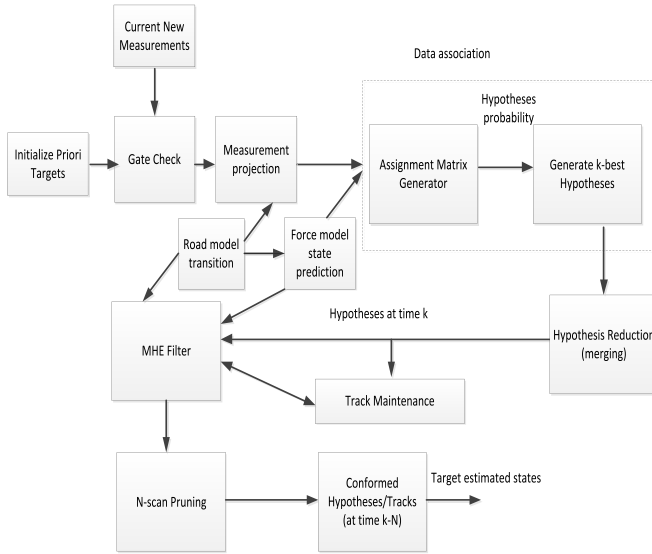 Current New
Measurements
Data association
Hypotheses
probability
Initialize Priori
Targets
Gate Check
Measurement
projection
Assignment Matrix
Generator
Generate k-best
Hypotheses
Road model
transition
Force model
state
prediction
Hypotheses at time k
MHE Filter
Hypothesis Reduction
(merging)
Track Maintenance
N-scan Pruning
Conformed
Hypotheses/Tracks
(at time k-N)
Target estimated states